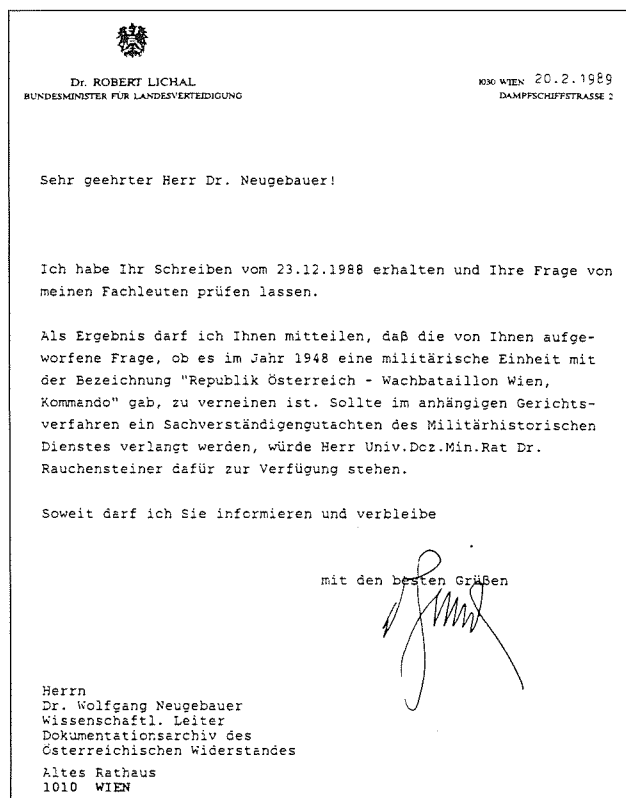 Dr. ROBERT LICHAL
BUNDESMINISTER FÜR LANDESVERTEIDIGUNG
1030 WIEN 20.2.1989
DAMPFSCHIFFSTRASSE 2
Sehr geehrter Herr Dr. Neugebauer!
Ich habe Ihr Schreiben vom 23.12.1988 erhalten und Ihre Frage von
meinen Fachleuten prüfen lassen.
Als Ergebnis darf ich Ihnen mitteilen, daß die von Ihnen aufge-
worfene Frage, ob es im Jahr 1948 eine militärische Einheit mit
der Bezeichnung "Republik Österreich - Wachbataillon Wien,
Kommando" gab, zu verneinen ist. Sollte im anhängigen Gerichts-
verfahren ein Sachverständigengutachten des Militärhistorischen
Dienstes verlangt werden, würde Herr Univ.Doz.Min.Rat Dr.
Rauchensteiner dafür zur Verfügung stehen.
Soweit darf ich Sie informieren und verbleibe
mit den besten Grüßen
Herrn
Dr. Wolfgang Neugebauer
Wissenschaftl. Leiter
Dokumentationsarchiv des
Österreichischen Widerstandes
Altes Rathaus
1010 WIEN